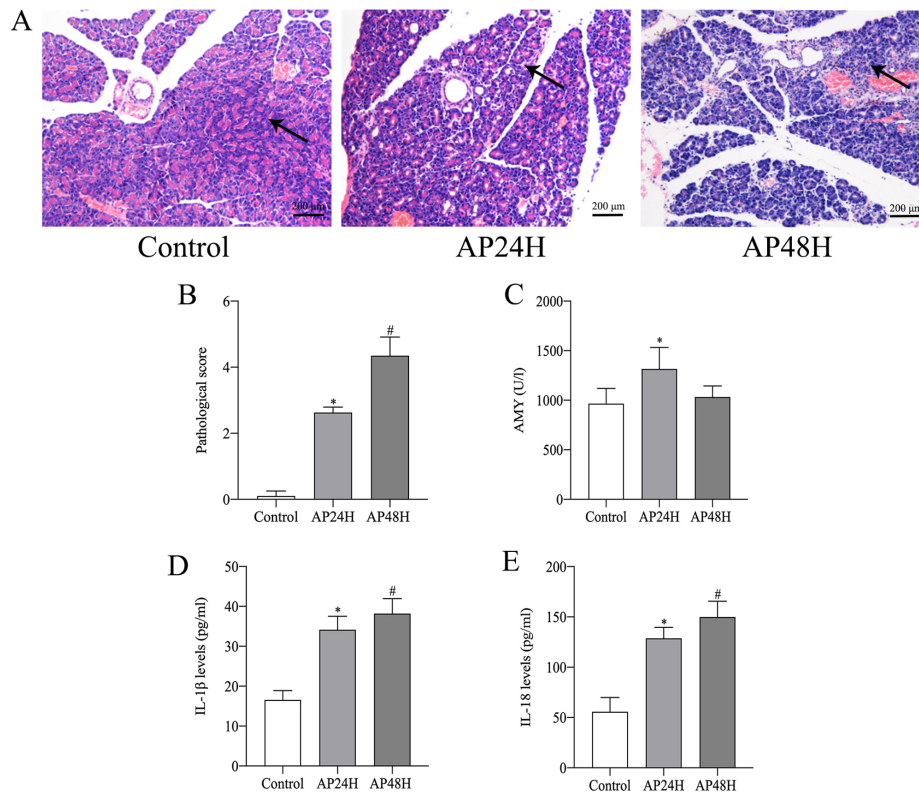 A
200 μm
200 μm
200 μm
Control
AP24H
AP48H
B
Pathological score
6
4
2
0
*
#
Control
AP24H
AP48H
C
AMY (U/l)
2000
1500
1000
500
0
*
Control
AP24H
AP48H
D
IL-1β levels (pg/ml)
50
40
30
20
10
0
*
#
Control
AP24H
AP48H
E
IL-18 levels (pg/ml)
200
150
100
50
0
*
#
Control
AP24H
AP48H